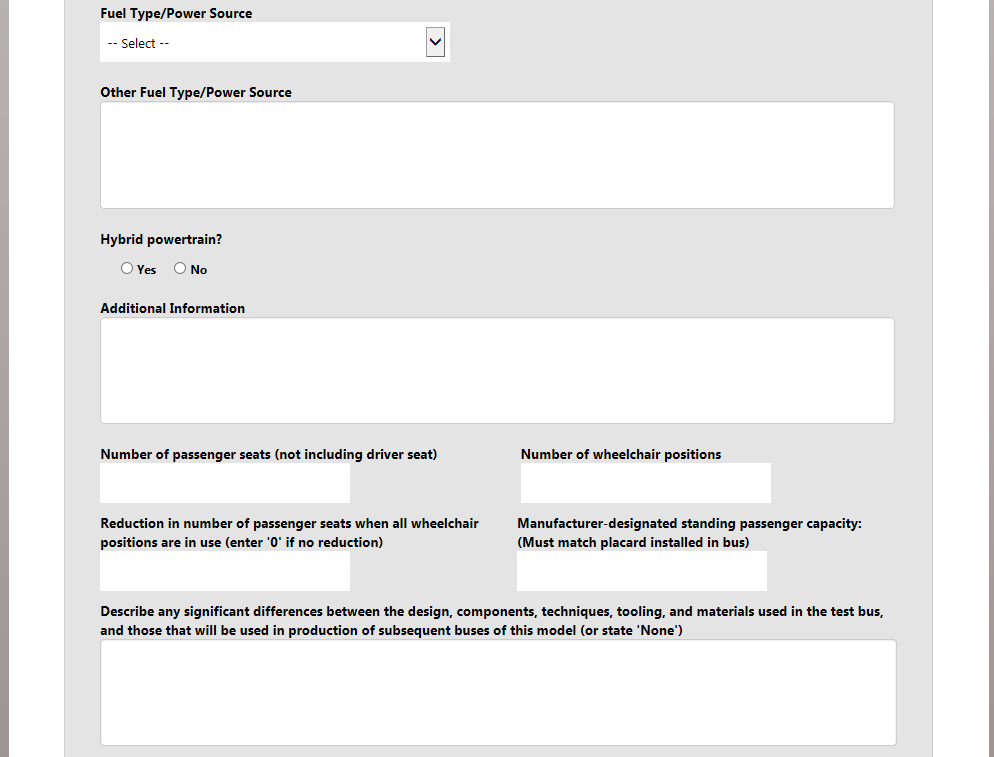 Fuel Type/Power Source
-- Select --
Other Fuel Type/Power Source
Hybrid powertrain?
Yes No
Additional Information
Number of passenger seats (not including driver seat)
Number of wheelchair positions
Reduction in number of passenger seats when all wheelchair
positions are in use (enter '0' if no reduction)
Manufacturer-designated standing passenger capacity:
(Must match placard installed in bus)
Describe any significant differences between the design, components, techniques, tooling, and materials used in the test bus,
and those that will be used in production of subsequent buses of this model (or state 'None')